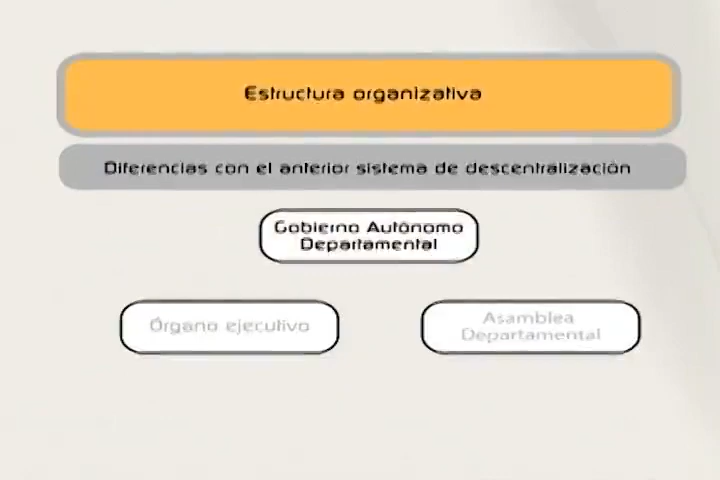 Estructura organizativa
Diferencias con el anterior sistema de descentralización
Gobierno Autónomo
Departamental
Órgano ejecutivo
Asamblea
Departamental